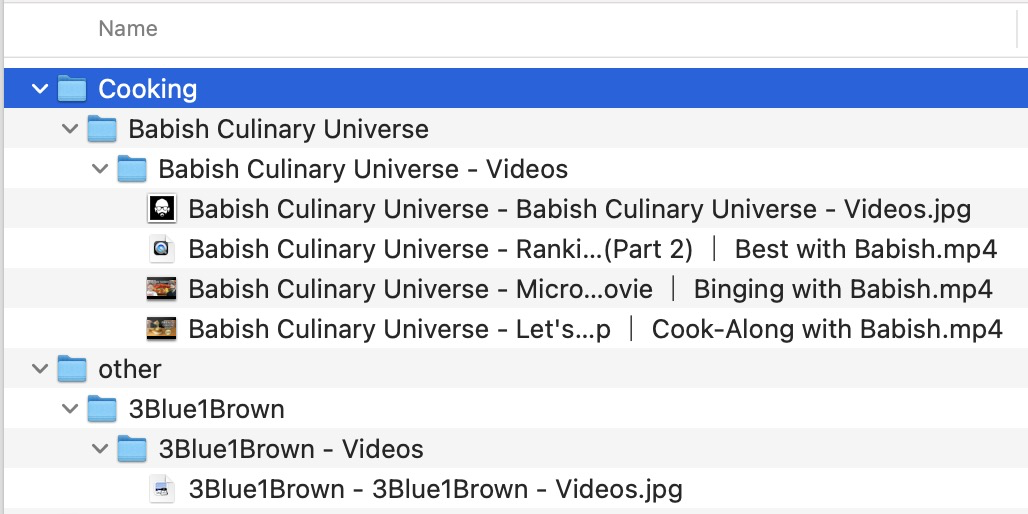 Name
Cooking
Babish Culinary Universe
Babish Culinary Universe - Videos
Babish Culinary Universe - Babish Culinary Universe - Videos.jpg
Babish Culinary Universe - Ranki...(Part 2) | Best with Babish.mp4
Babish Culinary Universe - Micro...ovie | Binging with Babish.mp4
Babish Culinary Universe - Let's...p | Cook-Along with Babish.mp4
other
3Blue1Brown
3Blue1Brown - Videos
3Blue1Brown - 3Blue1Brown - Videos.jpg